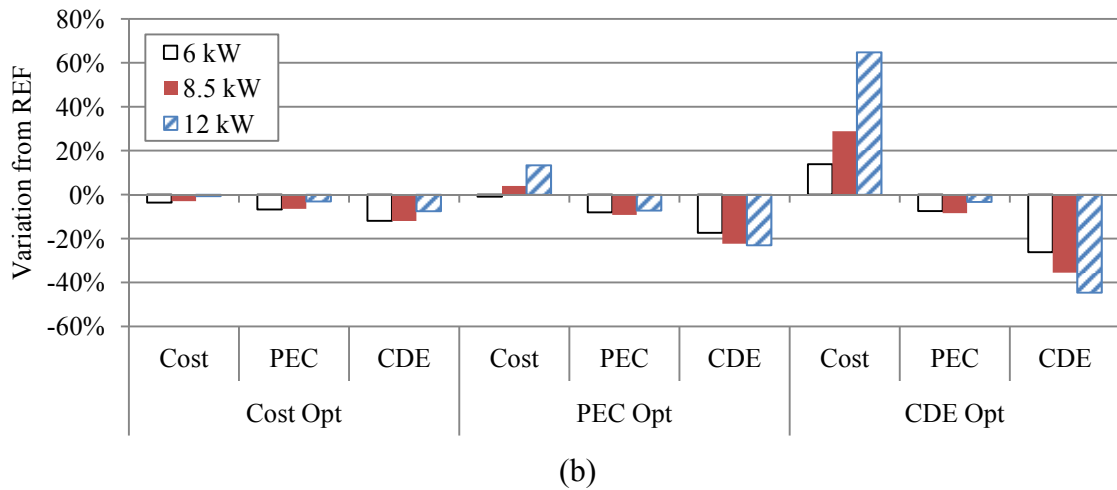 80%
60%
40%
20%
0%
-20%
-40%
-60%
Variation from REF
6 kW
8.5 kW
12 kW
Cost PEC CDE Cost PEC CDE Cost PEC CDE
Cost Opt PEC Opt CDE Opt
(b)